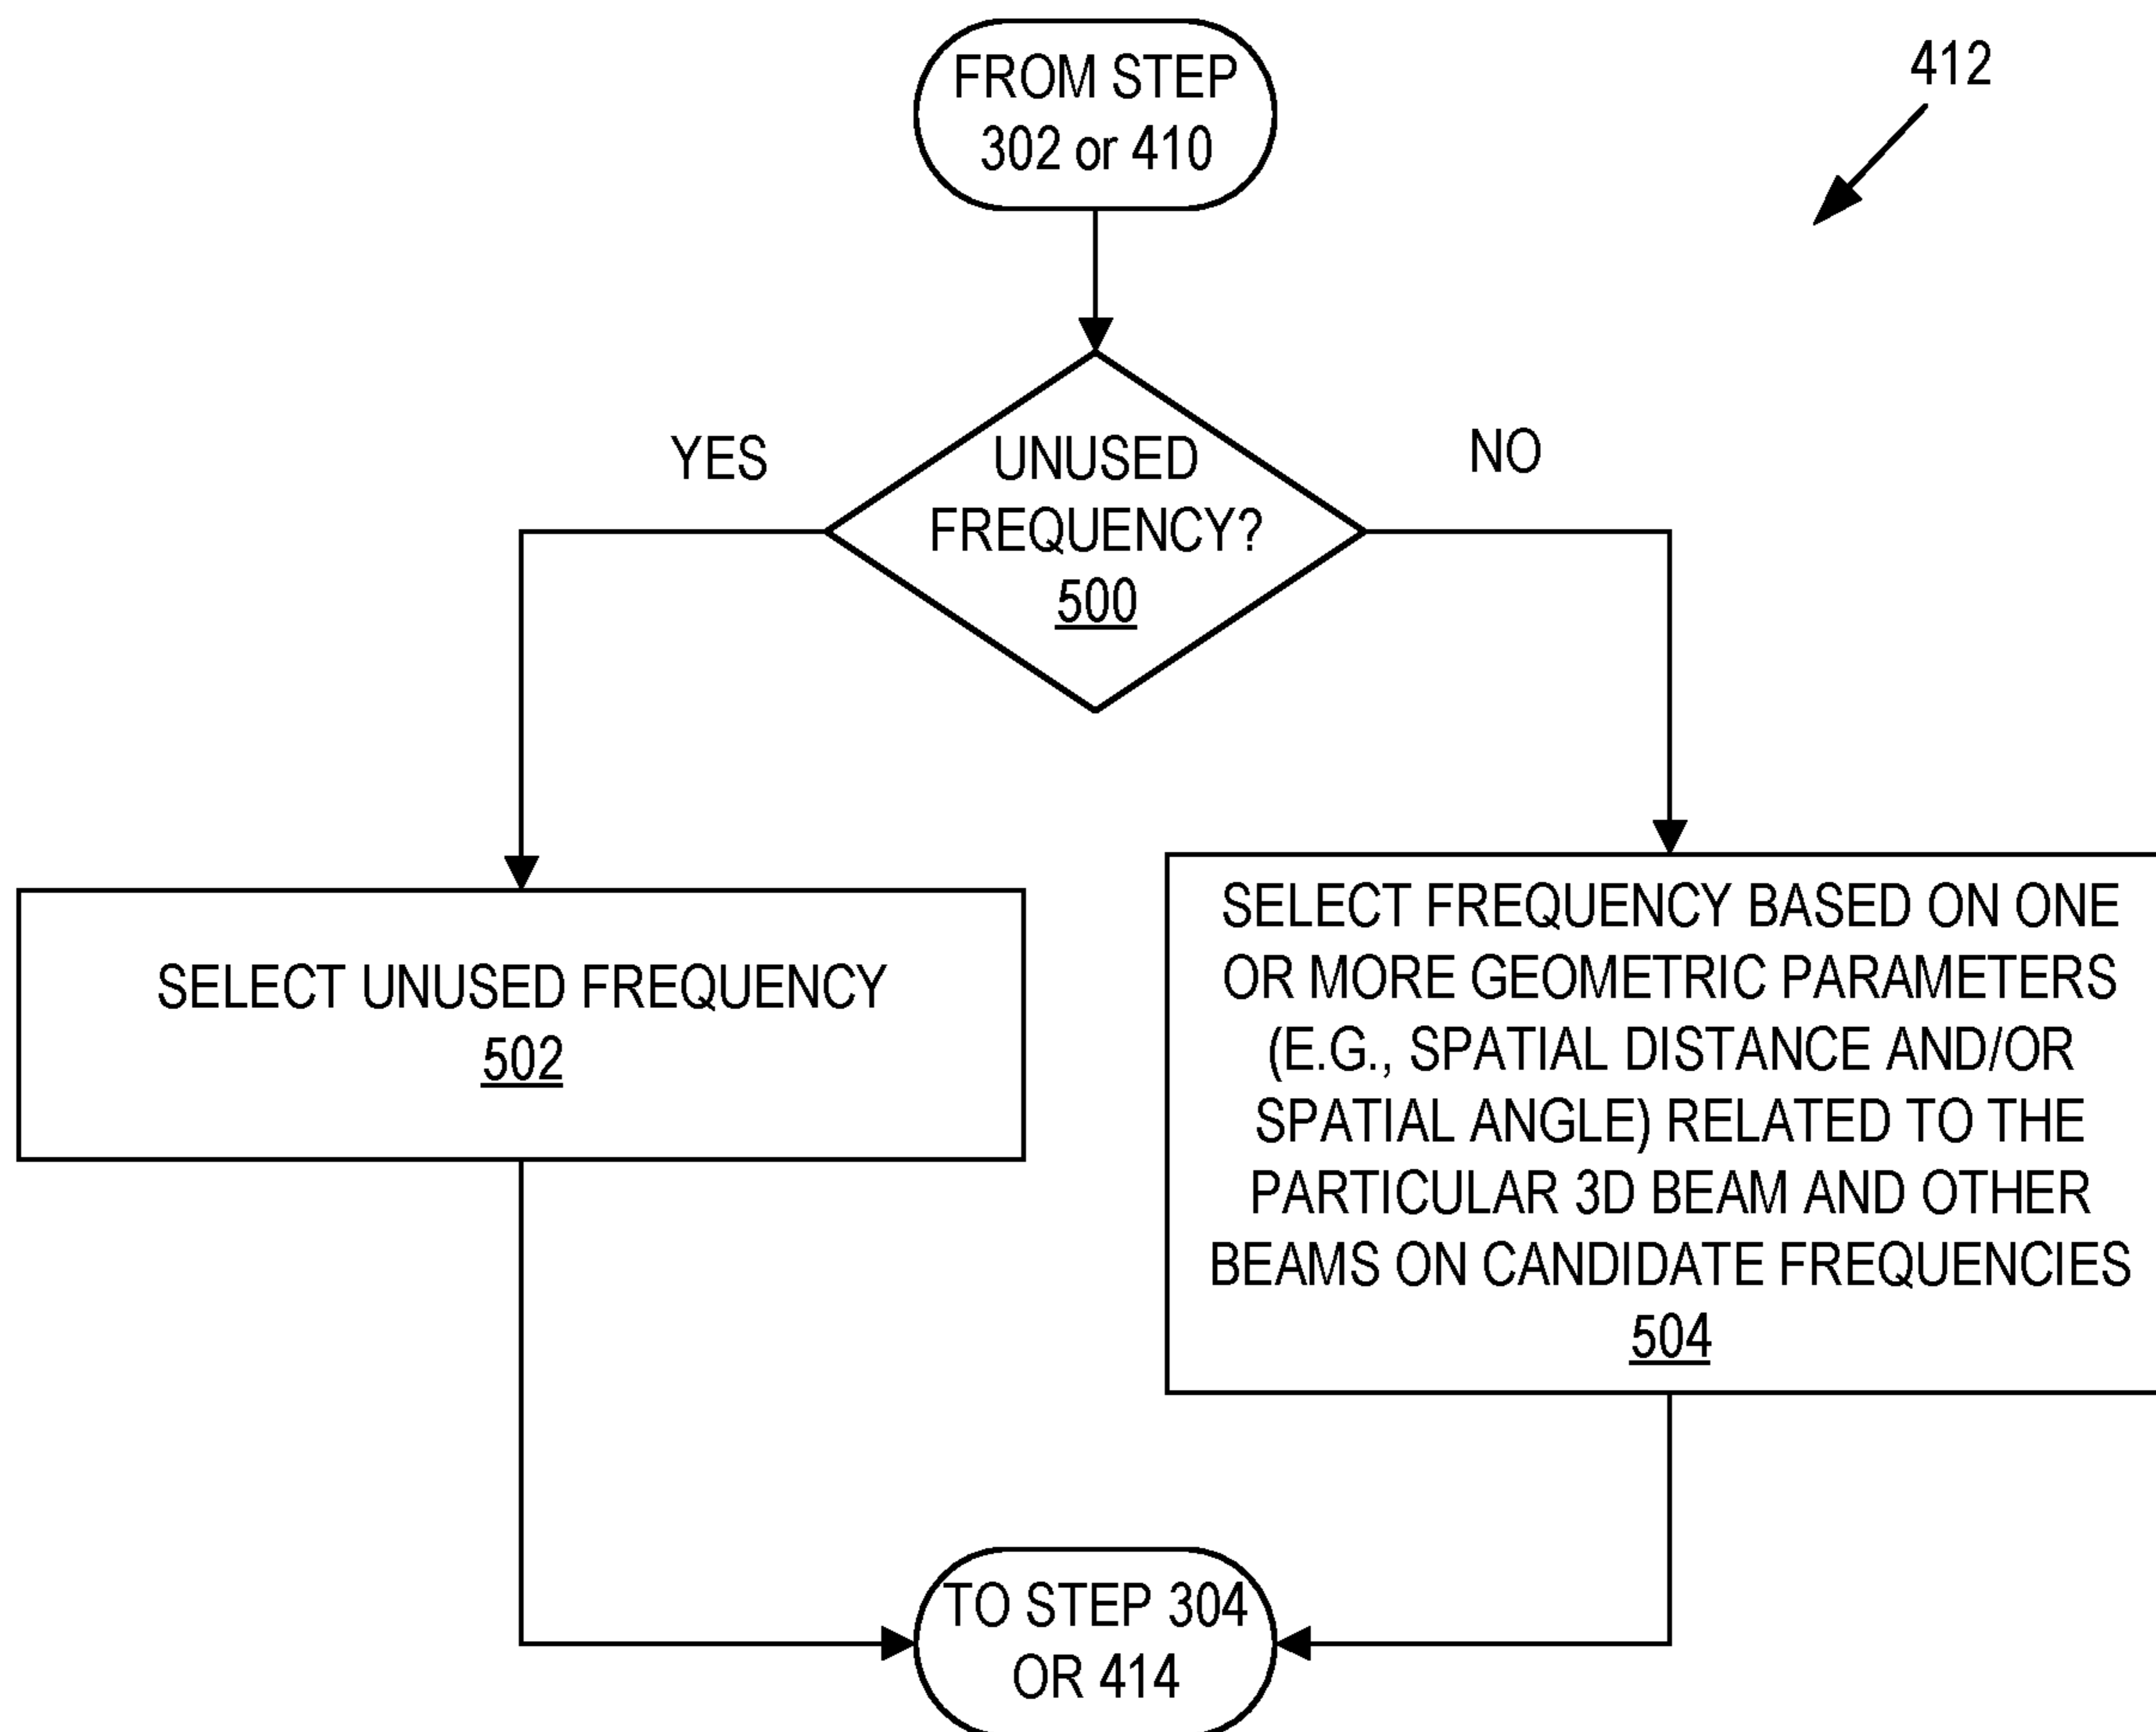 FROM STEP
302 or 410
412
YES
UNUSED
FREQUENCY?
500
NO
SELECT UNUSED FREQUENCY
502
SELECT FREQUENCY BASED ON ONE
OR MORE GEOMETRIC PARAMETERS
(E.G., SPATIAL DISTANCE AND/OR
SPATIAL ANGLE) RELATED TO THE
PARTICULAR 3D BEAM AND OTHER
BEAMS ON CANDIDATE FREQUENCIES
504
TO STEP 304
OR 414